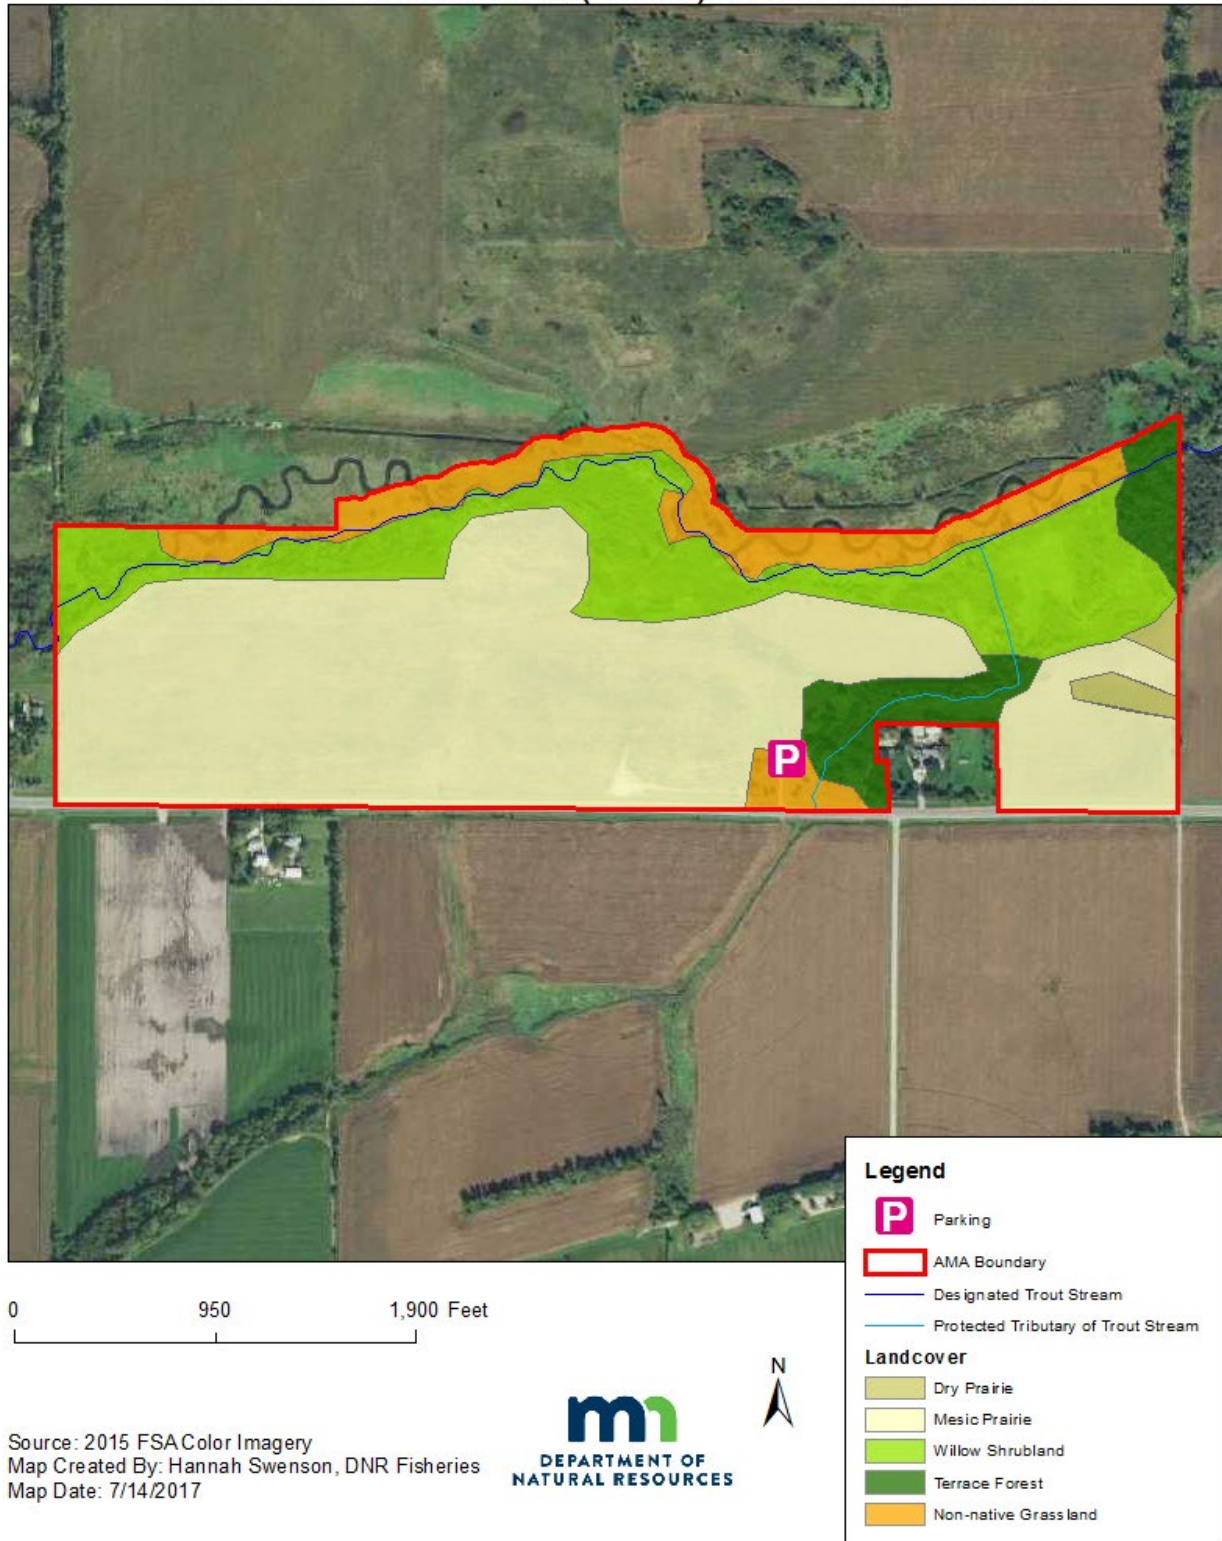 P
Legend
P Parking
AMA Boundary
Designated Trout Stream
Protected Tributary of Trout Stream
Landcover
Dry Prairie
Mesic Prairie
Willow Shrubland
Terrace Forest
Non-native Grassland
0 950 1,900 Feet
N
Source: 2015 FSA Color Imagery
Map Created By: Hannah Swenson, DNR Fisheries
Map Date: 7/14/2017
mn
DEPARTMENT OF
NATURAL RESOURCES